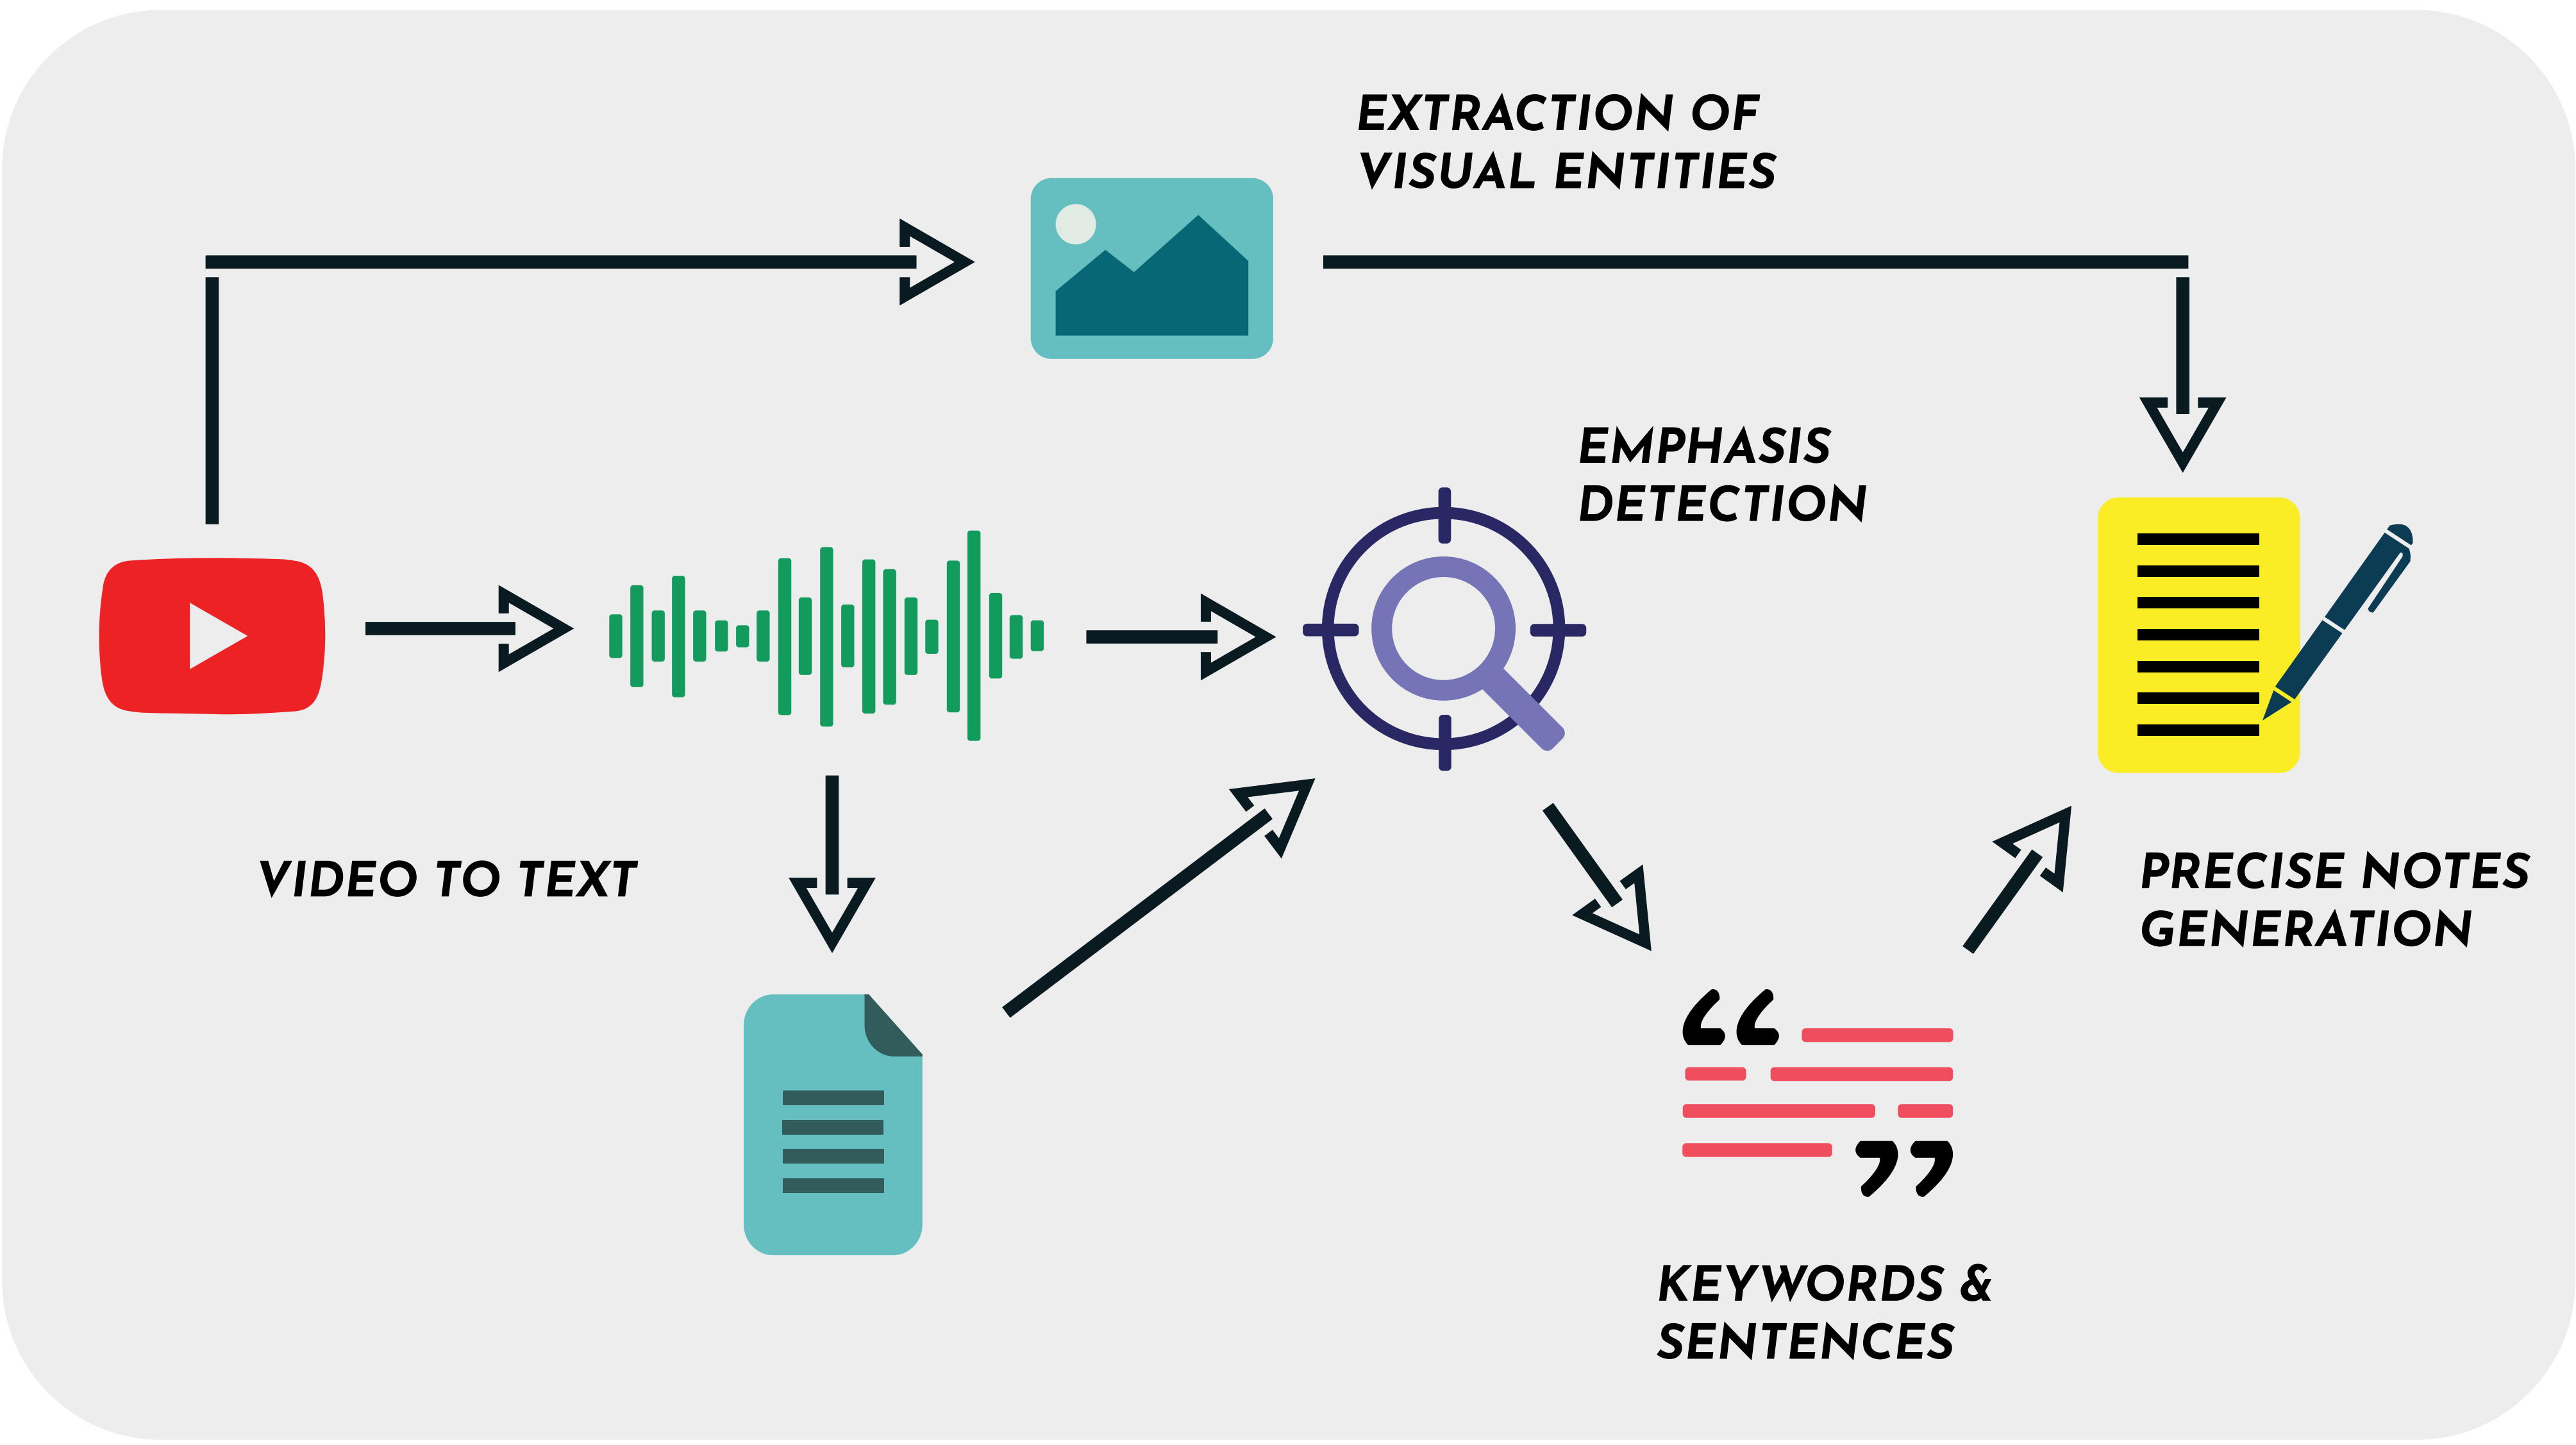 EXTRACTION OF
VISUAL ENTITIES
EMPHASIS
DETECTION
VIDEO TO TEXT
PRECISE NOTES
GENERATION
KEYWORDS &
SENTENCES